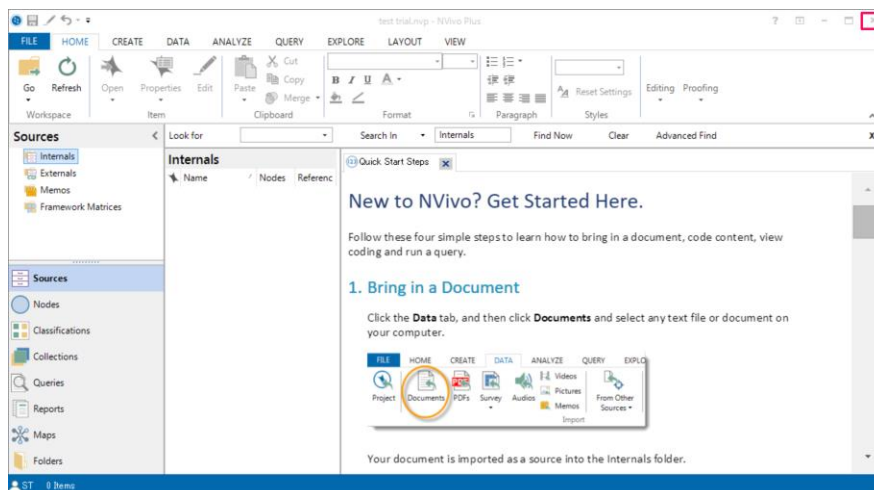 test trial.nvp - NVivo Plus
FILE HOME CREATE DATA ANALYZE QUERY EXPLORE LAYOUT VIEW
Go Refresh Open Properties Edit Paste Cut
Copy
Merge
B I U A
Reset Settings Editing Proofing
Workspace Item Clipboard Format Paragraph Styles
Sources Look for Search In Internals Find Now Clear Advanced Find x
Internals
Externals
Memos
Framework Matrices
Sources
Nodes
Classifications
Collections
Queries
Reports
Maps
Folders
Internals
Name Nodes Referenc
Quick Start Steps x
New to NVivo? Get Started Here.
Follow these four simple steps to learn how to bring in a document, code content, view
coding and run a query.
1. Bring in a Document
Click the Data tab, and then click Documents and select any text file or document on
your computer.
FILE HOME CREATE DATA ANALYZE QUERY EXPLO
Project Documents PDFs Survey Audios Videos
Pictures
Memos
From Other
Sources
Import
Your document is imported as a source into the Internals folder.
ST 0 Items